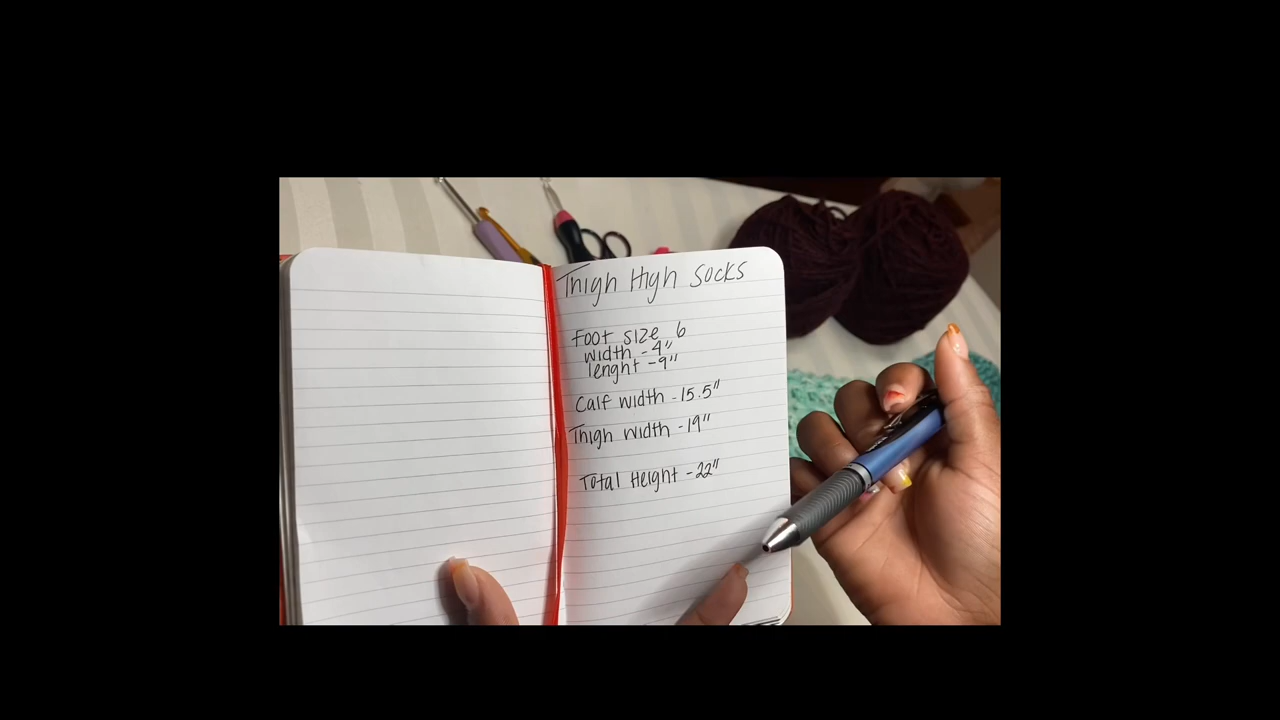 Thigh High Socks
Foot size 6
width - 4"
lenght - 9"
Calf width - 15.5"
Thigh width - 19"
Total Height - 22"